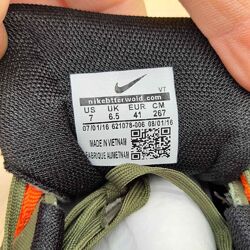 VT
nikebtterwoid.com
US UK EUR CM
7 6.5 41 267
07/01/16 621078-006 08/01/16
MADE IN VIETNAM
FABRIQUE AU VIETNAM